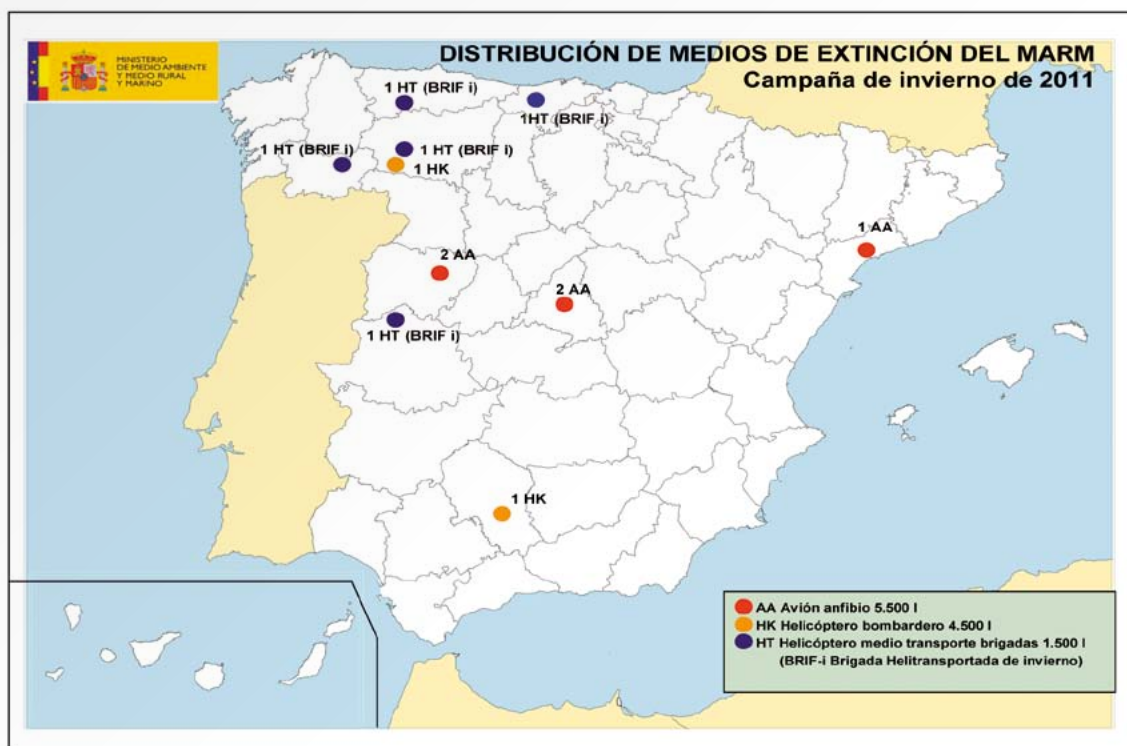 MINISTERIO
DE MEDIO AMBIENTE
Y MEDIO RURAL
Y MARINO
DISTRIBUCIÓN DE MEDIOS DE EXTINCIÓN DEL MARM
Campaña de invierno de 2011
1 HT (BRIF i)
1HT (BRIF i)
1 HT (BRIF i)
1 HT (BRIF i)
1 HK
1 AA
2 AA
2 AA
1 HT (BRIF i)
1 HK
AA Avión anfibio 5.500 l
HK Helicóptero bombardero 4.500 l
HT Helicóptero medio transporte brigadas 1.500 l
(BRIF-i Brigada Helitransportada de invierno)